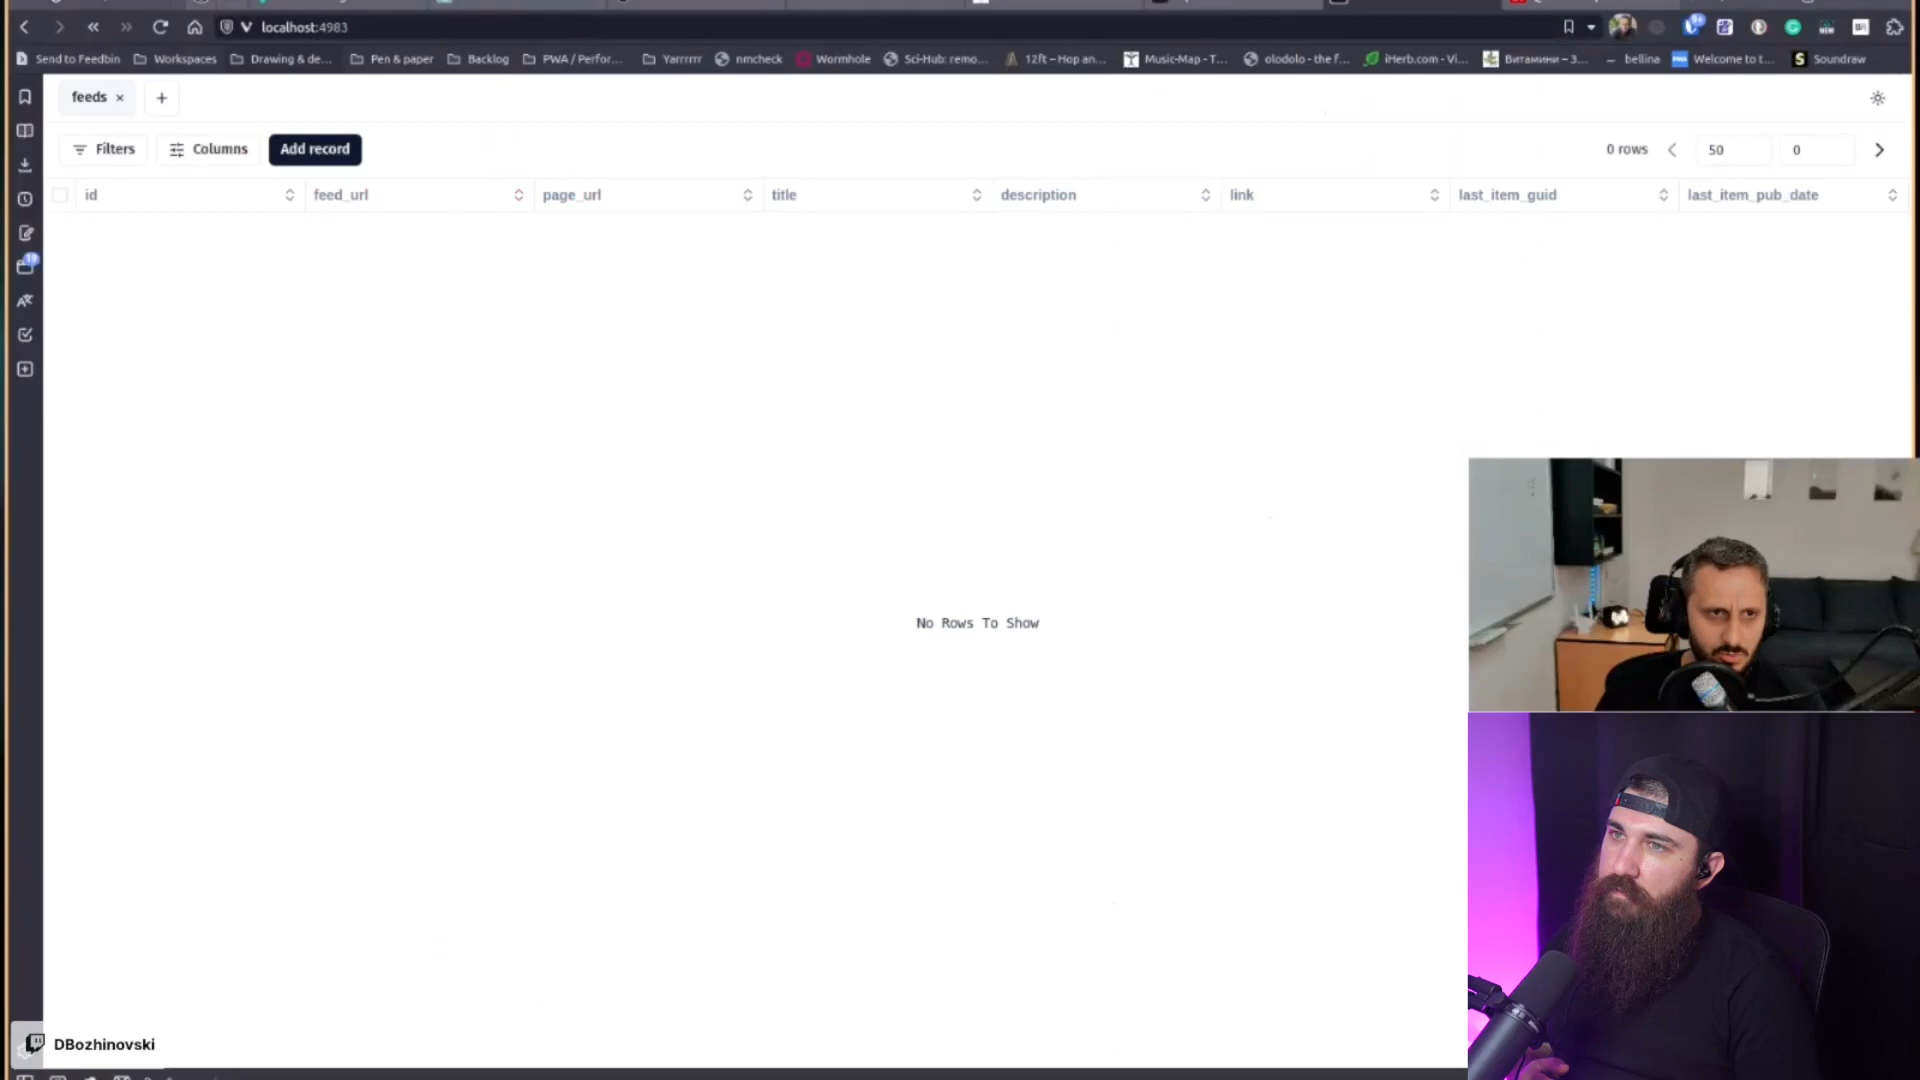 localhost:4983
Send to Feedbin Workspaces Drawing & de... Pen & paper Backlog PWA / Perfor... Yarrrrrr nmcheck Wormhole Sci-Hub: remo... 12ft – Hop an... Music-Map - T... olodolo - the f... iHerb.com - Vi... Витамини – З... bellina Welcome to t... Soundraw
feeds × +
Filters Columns Add record 0 rows 50 0
id feed_url page_url title description link last_item_guid last_item_pub_date
19
No Rows To Show
DBozhinovski